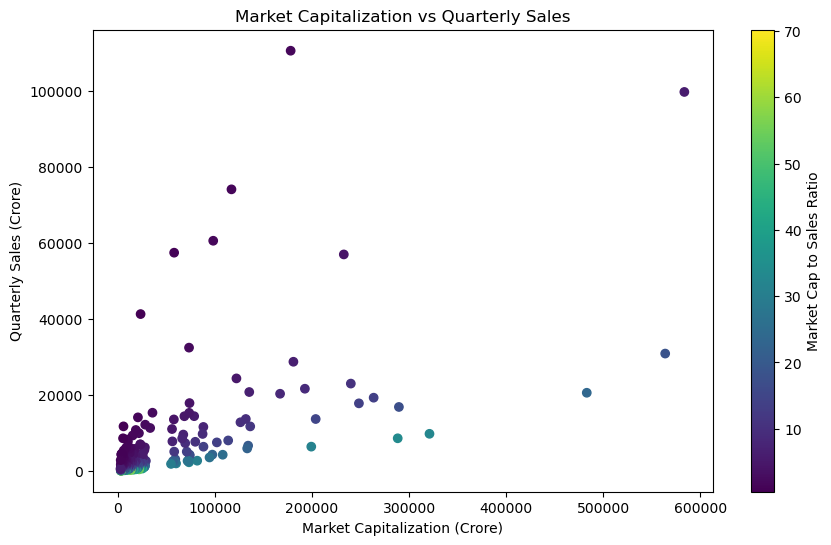 Market Capitalization vs Quarterly Sales
Quarterly Sales (Crore)
100000
80000
60000
40000
20000
0
0 100000 200000 300000 400000 500000 600000
Market Capitalization (Crore)
70
60
50
40
30
20
10
Market Cap to Sales Ratio